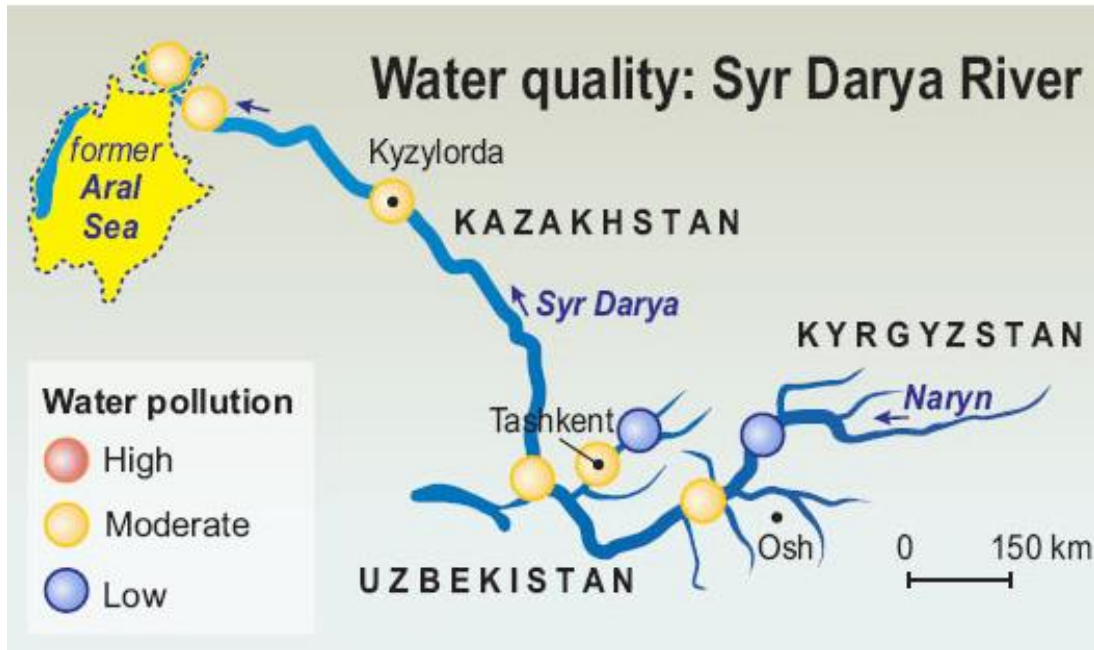 Water quality: Syr Darya River
former
Aral
Sea
Kyzylorda
KAZAKHSTAN
Syr Darya
KYRGYZSTAN
Naryn
Tashkent
Osh
UZBEKISTAN
0 150 km
Water pollution
High
Moderate
Low